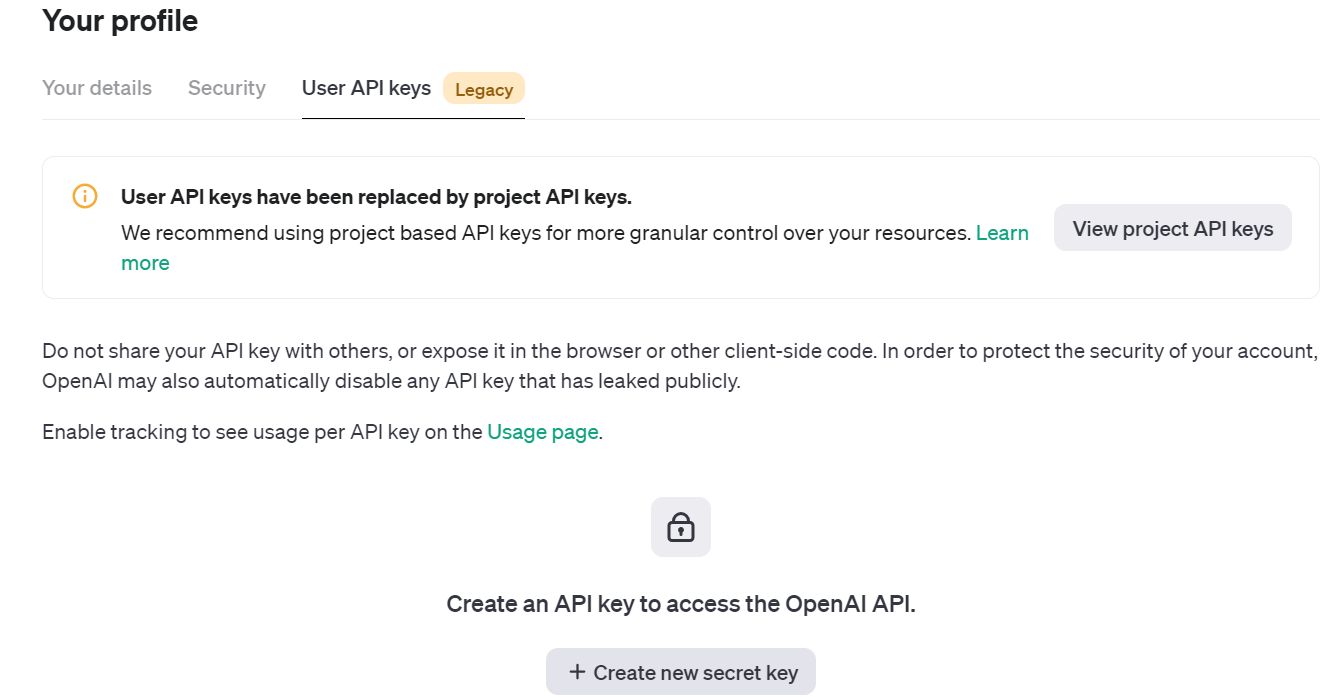 Your profile
Your details Security User API keys Legacy
User API keys have been replaced by project API keys.
We recommend using project based API keys for more granular control over your resources. Learn
more
View project API keys
Do not share your API key with others, or expose it in the browser or other client-side code. In order to protect the security of your account,
OpenAI may also automatically disable any API key that has leaked publicly.
Enable tracking to see usage per API key on the Usage page.
Create an API key to access the OpenAI API.
+ Create new secret key